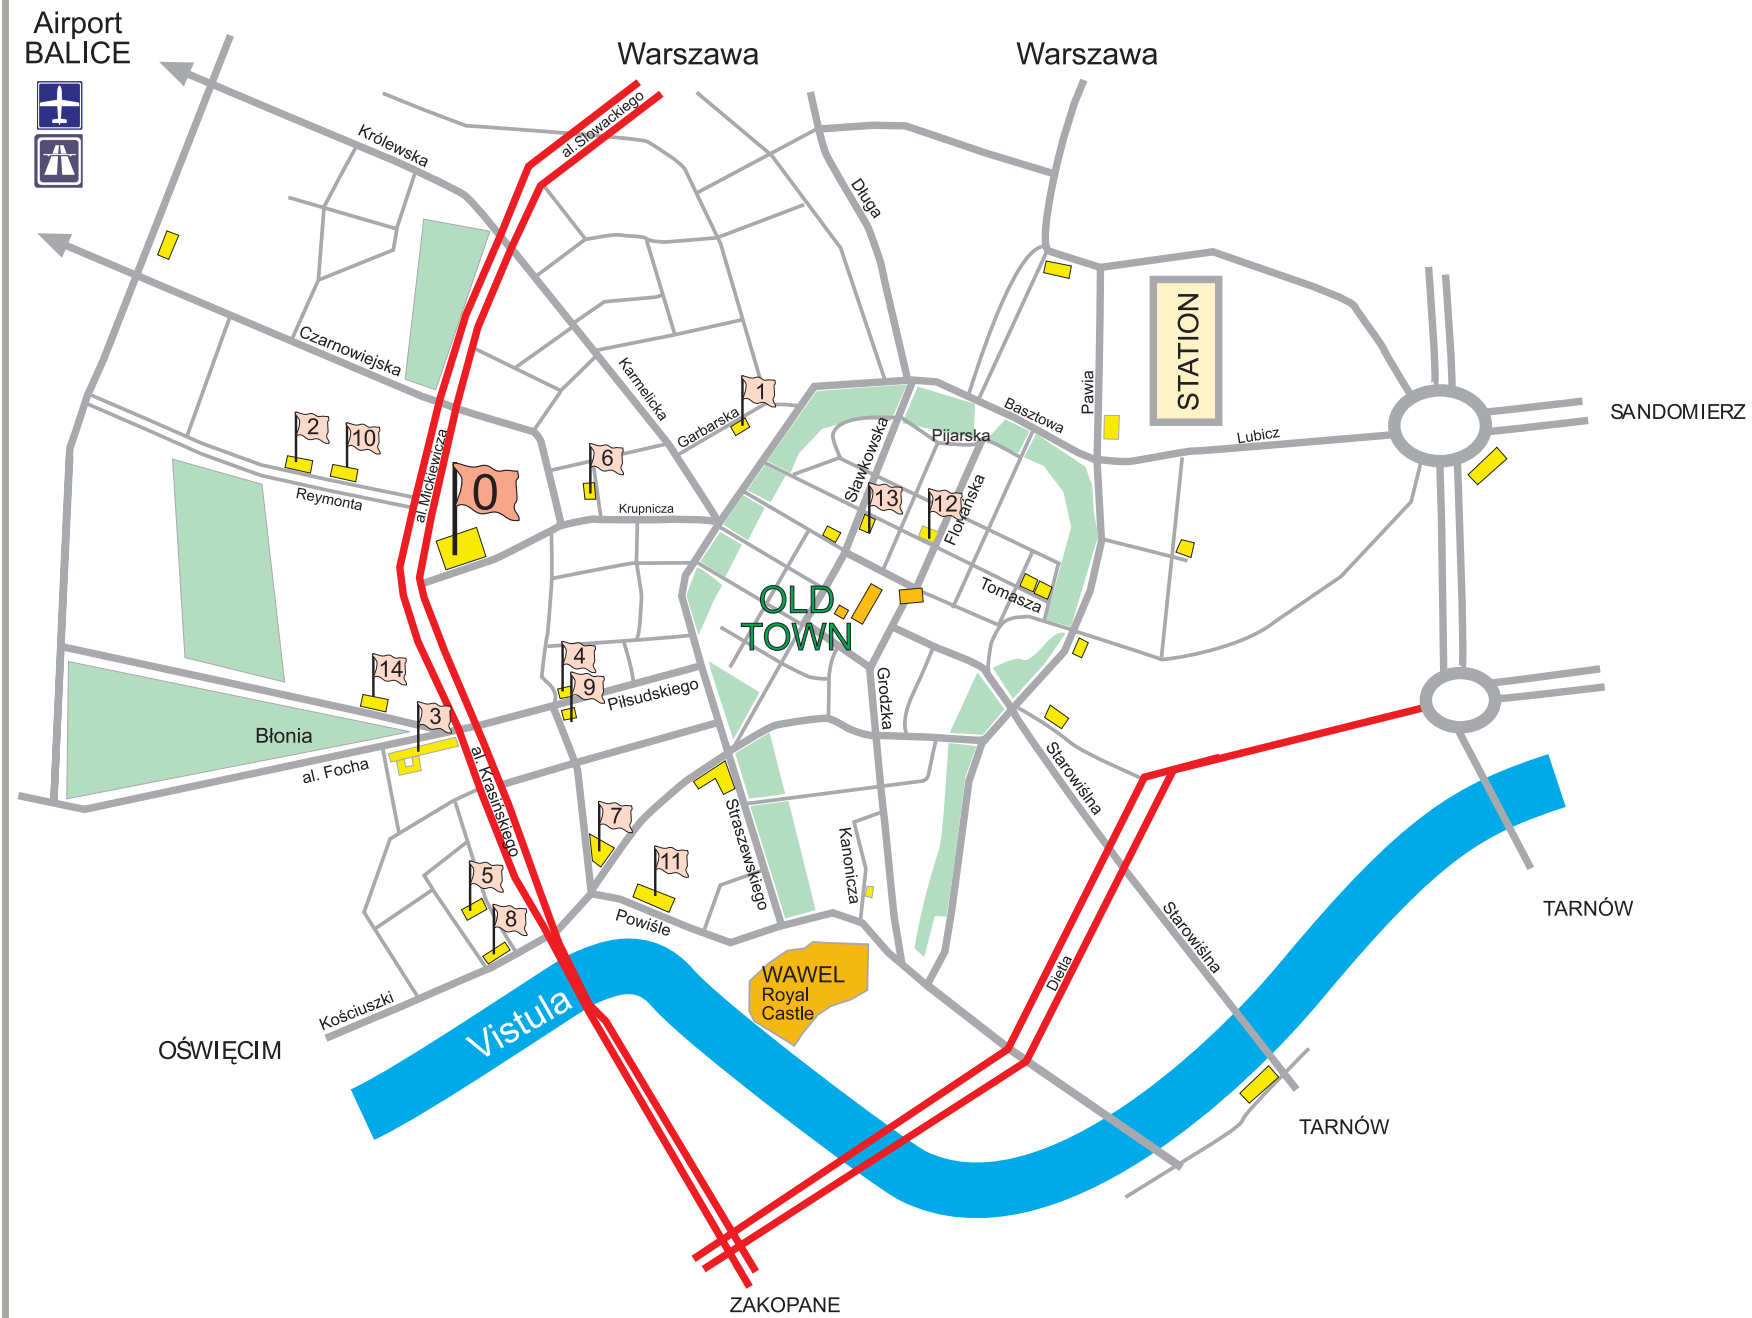 Airport
BALICE
Warszawa
Warszawa
al.Słowackiego
Królewska
Długa
STATION
Czarnowiejska
Karmelicka
Pawia
1
Basztowa
SANDOMIERZ
Garbarska
Pijarska
Lubicz
2
10
al.Mickiewicza
6
Sławkowska
0
13
12
Floriańska
Reymonta
Krupnicza
Tomasza
OLD
TOWN
4
14
9
Piłsudskiego
Grodzka
3
Błonia
al. Focha
al. Krasińskiego
Starowiślna
7
Straszewskiego
Kanonicza
11
5
8
Powiśle
TARNÓW
Starowiślna
WAWEL
Royal
Castle
Dietla
Kościuszki
Vistula
OŚWIĘCIM
TARNÓW
ZAKOPANE